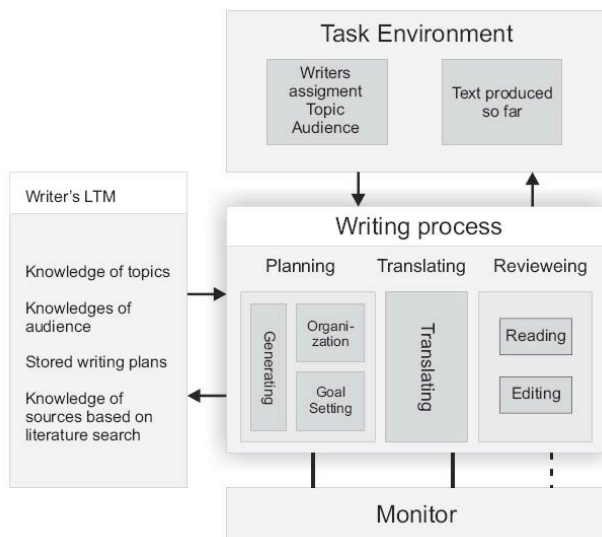 Task Environment
Writers
assigment
Topic
Audience
Text produced
so far
Writer's LTM
Knowledge of topics
Knowledges of
audience
Stored writing plans
Knowledge of
sources based on
literature search
Writing process
Planning
Translating
Revieweing
Generating
Organi-
zation
Goal
Setting
Translating
Reading
Editing
Monitor